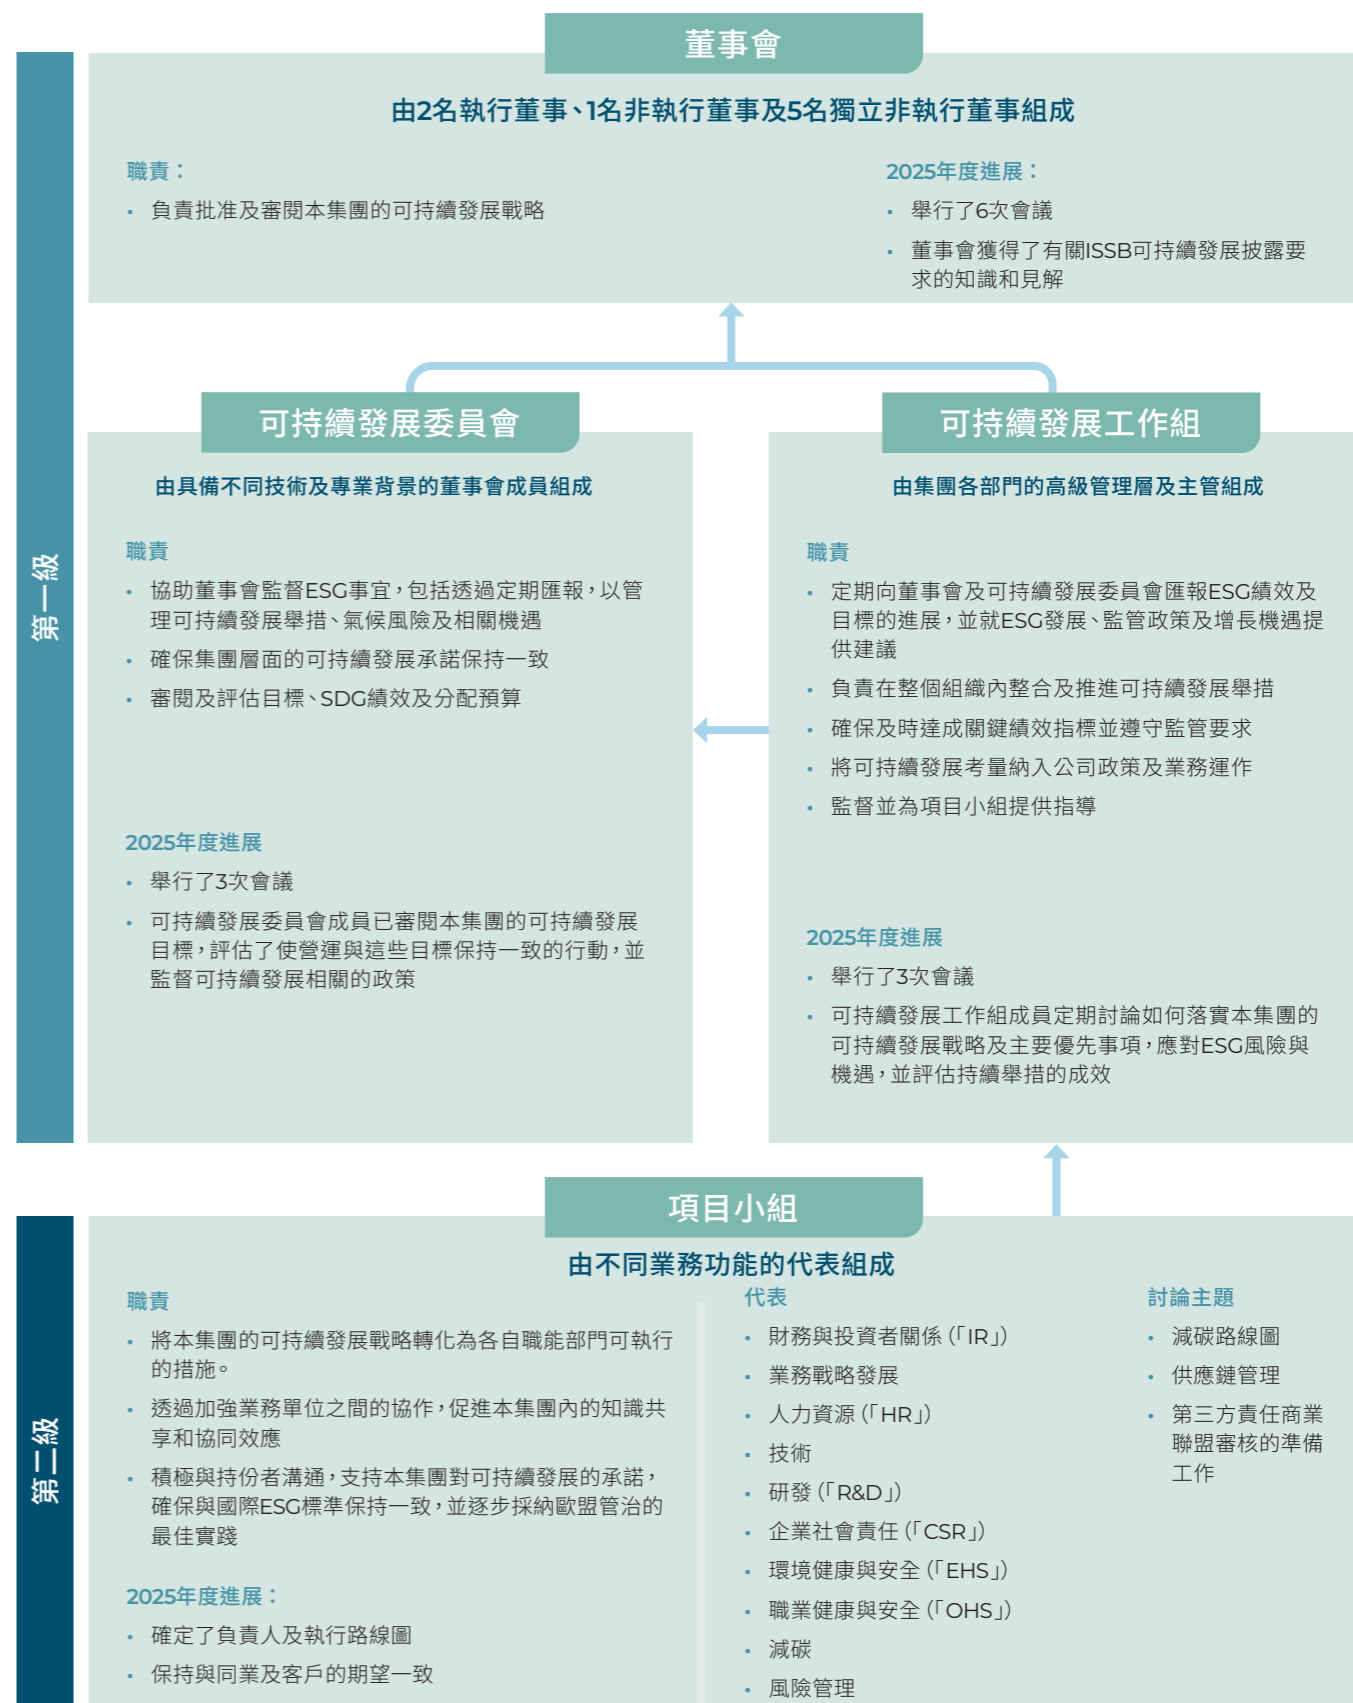 董事會
由2名執行董事、1名非執行董事及5名獨立非執行董事組成
職責：
• 負責批准及審閱本集團的可持續發展戰略
2025年度進展：
• 舉行了6次會議
• 董事會獲得了有關ISSB可持續發展披露要
求的知識和見解
第一級
可持續發展委員會
由具備不同技術及專業背景的董事會成員組成
職責
• 協助董事會監督ESG事宜，包括透過定期匯報，以管
理可持續發展舉措、氣候風險及相關機遇
• 確保集團層面的可持續發展承諾保持一致
• 審閱及評估目標、SDG績效及分配預算
2025年度進展
• 舉行了3次會議
• 可持續發展委員會成員已審閱本集團的可持續發展
目標，評估了使營運與這些目標保持一致的行動，並
監督可持續發展相關的政策
可持續發展工作組
由集團各部門的高級管理層及主管組成
職責
• 定期向董事會及可持續發展委員會匯報ESG績效及
目標的進展，並就ESG發展、監管政策及增長機遇提
供建議
• 負責在整個組織內整合及推進可持續發展舉措
• 確保及時達成關鍵績效指標並遵守監管要求
• 將可持續發展考量納入公司政策及業務運作
• 監督並為項目小組提供指導
2025年度進展
• 舉行了3次會議
• 可持續發展工作組成員定期討論如何落實本集團的
可持續發展戰略及主要優先事項，應對ESG風險與
機遇，並評估持續舉措的成效
第二級
項目小組
由不同業務功能的代表組成
職責
• 將本集團的可持續發展戰略轉化為各自職能部門可執行
的措施。
• 透過加強業務單位之間的協作，促進本集團內的知識共
享和協同效應
• 積極與持份者溝通，支持本集團對可持續發展的承諾，
確保與國際ESG標準保持一致，並逐步採納歐盟管治的
最佳實踐
2025年度進展：
• 確定了負責人及執行路線圖
• 保持與同業及客戶的期望一致
代表
• 財務與投資者關係（「IR」）
• 業務戰略發展
• 人力資源（「HR」）
• 技術
• 研發（「R&D」）
• 企業社會責任（「CSR」）
• 環境健康與安全（「EHS」）
• 職業健康與安全（「OHS」）
• 減碳
• 風險管理
討論主題
• 減碳路線圖
• 供應鏈管理
• 第三方責任商業
聯盟審核的準備
工作